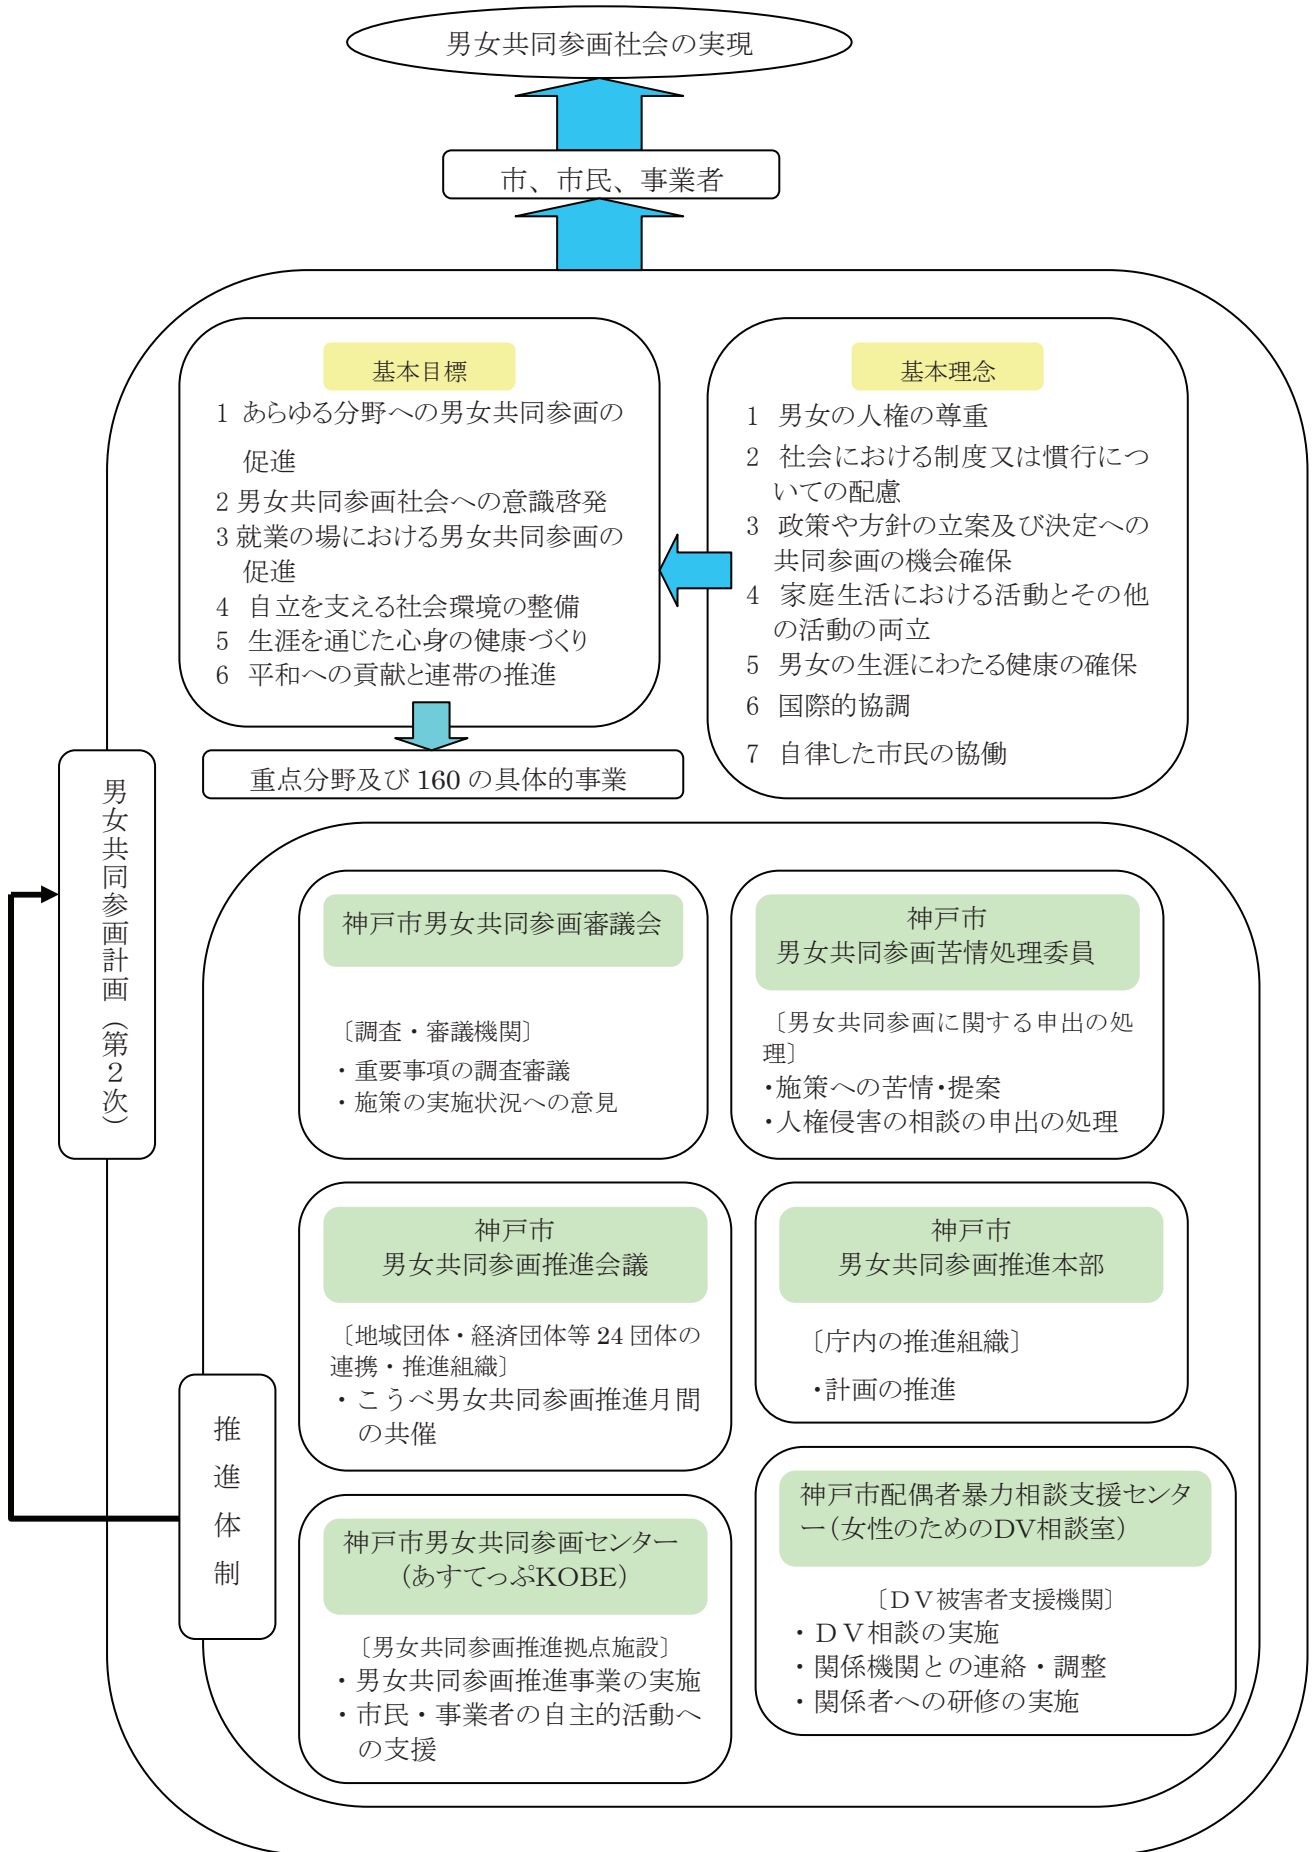 男女共同参画社会の実現
市、市民、事業者
基本目標
1 あらゆる分野への男女共同参画の
促進
2 男女共同参画社会への意識啓発
3 就業の場における男女共同参画の
促進
4 自立を支える社会環境の整備
5 生涯を通じた心身の健康づくり
6 平和への貢献と連帯の推進
基本理念
1 男女の人権の尊重
2 社会における制度又は慣行につ
いての配慮
3 政策や方針の立案及び決定への
共同参画の機会確保
4 家庭生活における活動とその他
の活動の両立
5 男女の生涯にわたる健康の確保
6 国際的協調
7 自律した市民の協働
重点分野及び 160 の具体的事業
男女共同参画計画（第２次）
神戸市男女共同参画審議会
〔調査・審議機関〕
・重要事項の調査審議
・施策の実施状況への意見
神戸市
男女共同参画苦情処理委員
〔男女共同参画に関する申出の処
理〕
・施策への苦情・提案
・人権侵害の相談の申出の処理
神戸市
男女共同参画推進会議
〔地域団体・経済団体等 24 団体の
連携・推進組織〕
・こうべ男女共同参画推進月間
の共催
神戸市
男女共同参画推進本部
〔庁内の推進組織〕
・計画の推進
推進体制
神戸市男女共同参画センター
（あすてっぷKOBE）
〔男女共同参画推進拠点施設〕
・男女共同参画推進事業の実施
・市民・事業者の自主的活動へ
の支援
神戸市配偶者暴力相談支援センタ
ー（女性のためのDV相談室）
〔ＤＶ被害者支援機関〕
・ＤＶ相談の実施
・関係機関との連絡・調整
・関係者への研修の実施